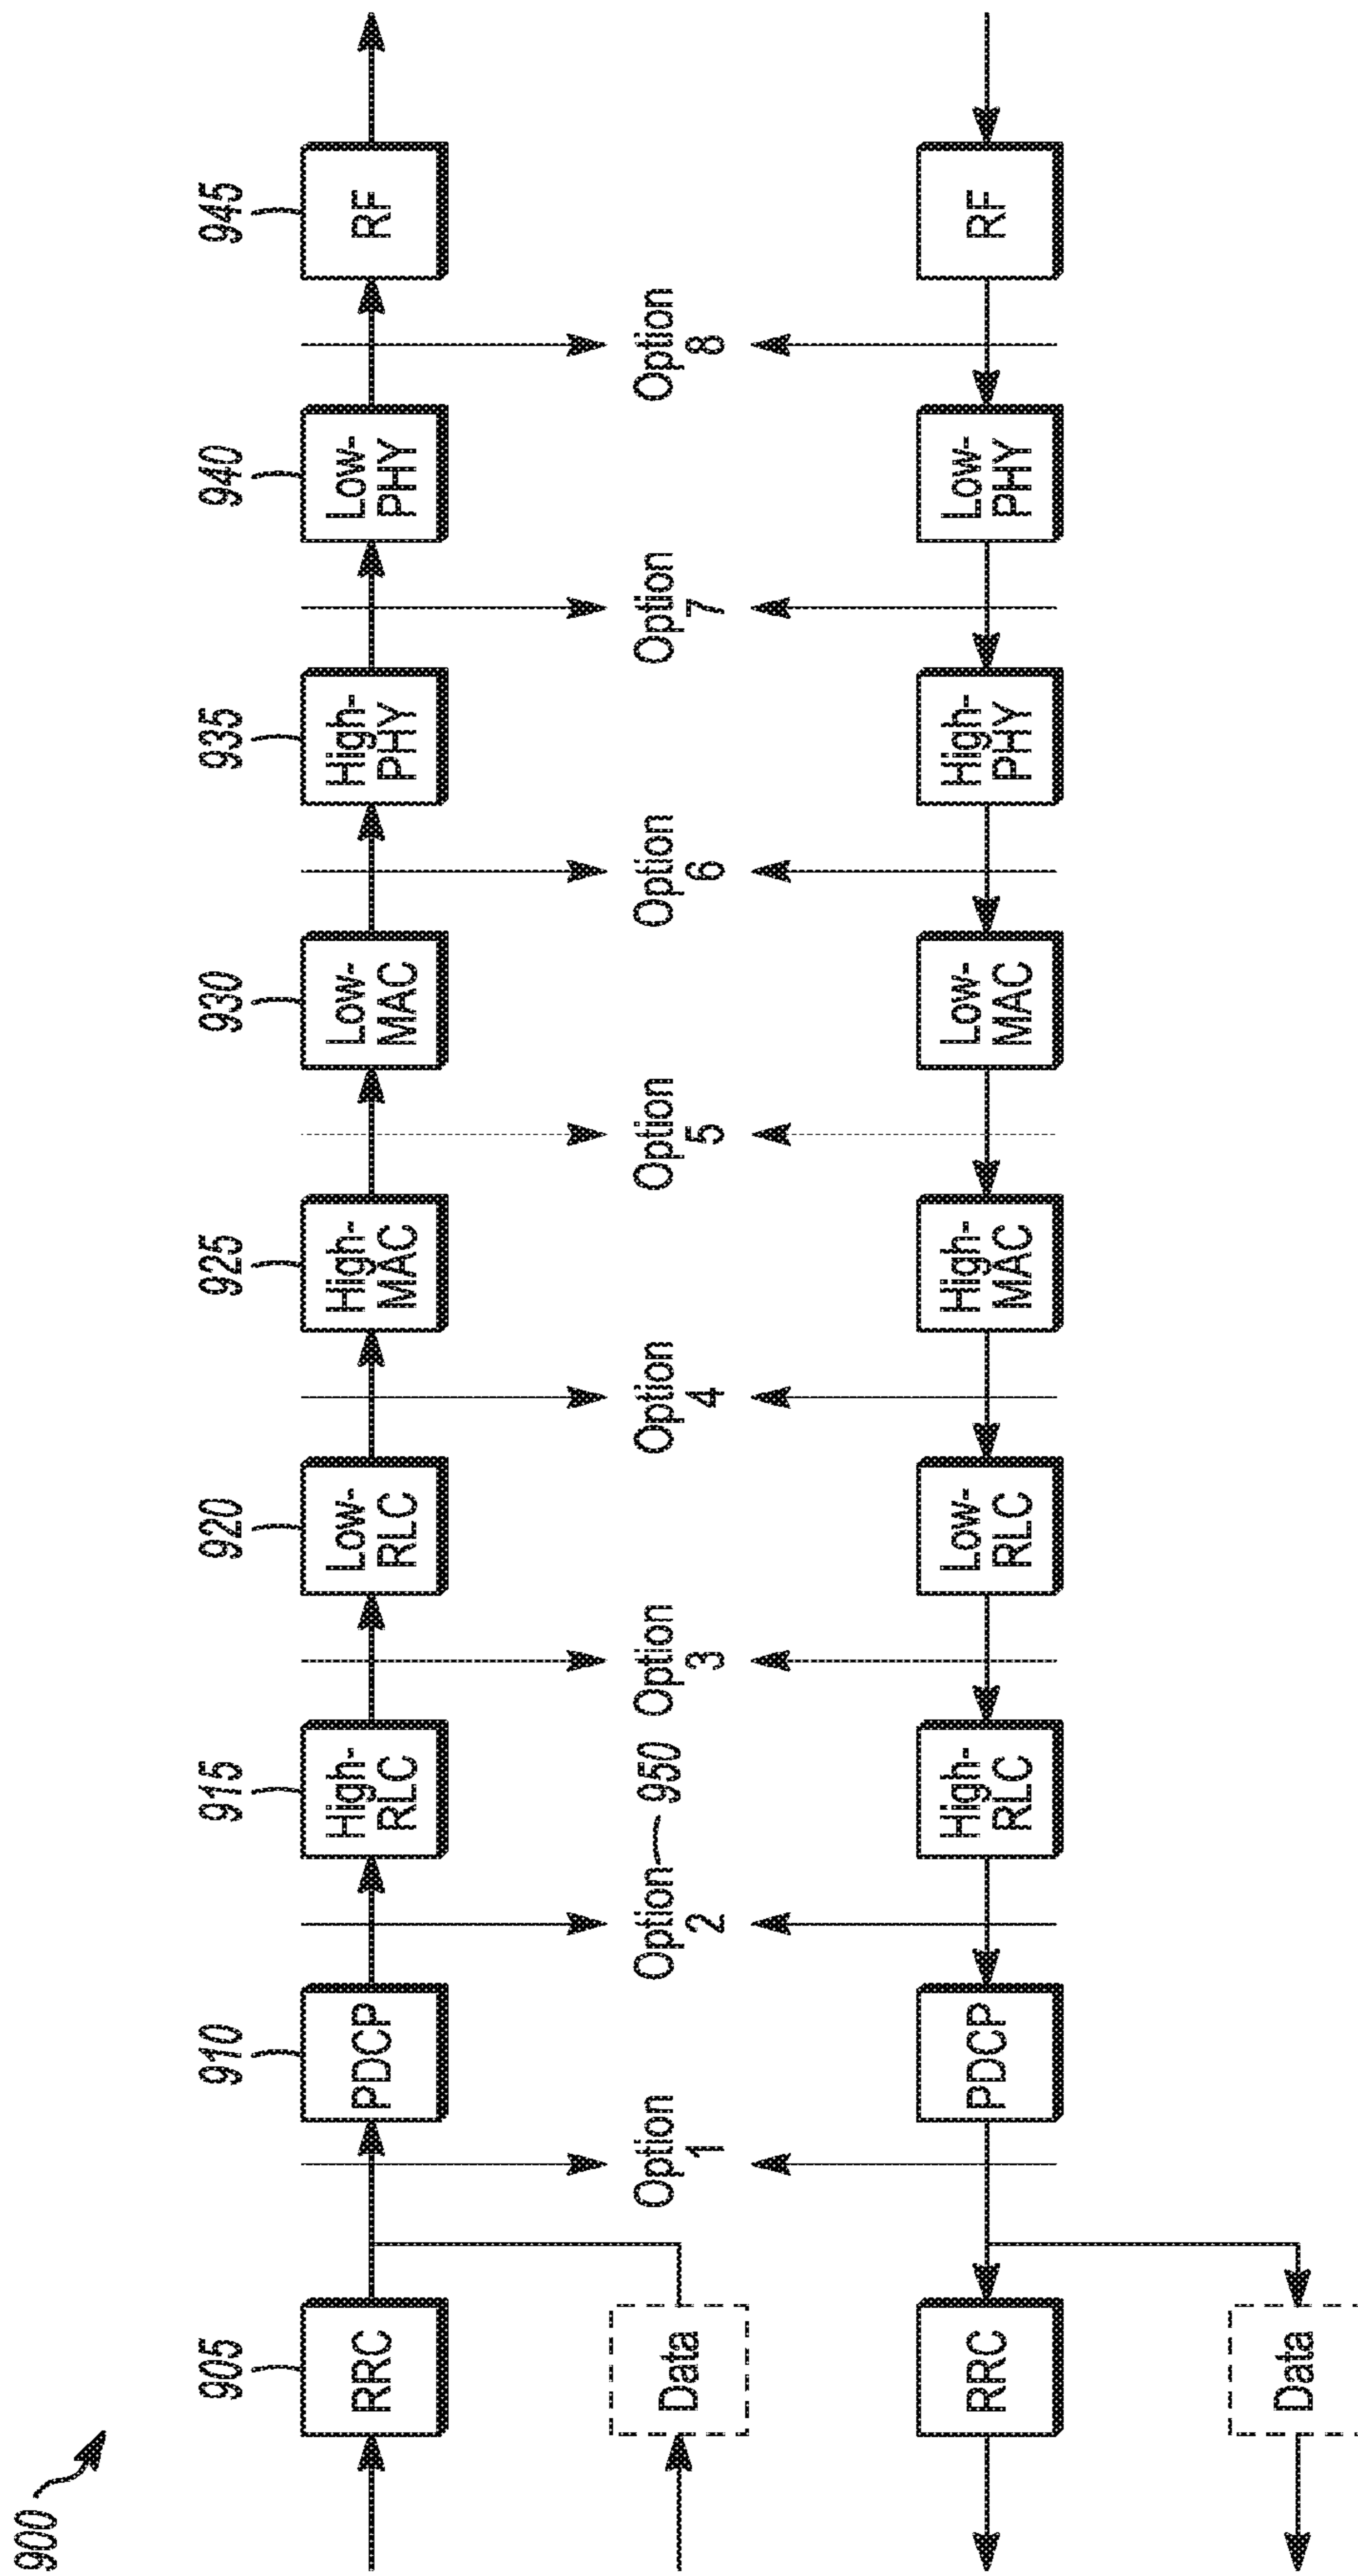 900
905
910
915
920
925
930
935
940
945
RRC
PDCP
High-
RLC
Low-
RLC
High-
MAC
Low-
MAC
High-
PHY
Low-
PHY
RF
Data
Option
1
Option
2
950
Option
3
Option
4
Option
5
Option
6
Option
7
Option
8
RRC
PDCP
High-
RLC
Low-
RLC
High-
MAC
Low-
MAC
High-
PHY
Low-
PHY
RF
Data